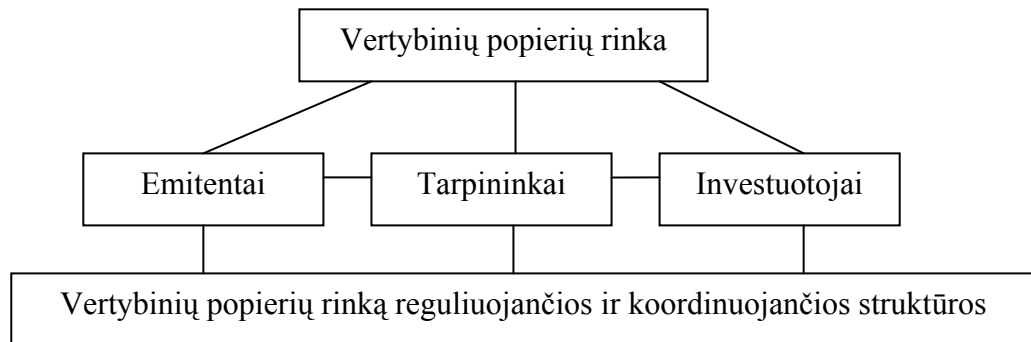 Vertybinių popierių rinka
Emitentai
Tarpininkai
Investuotojai
Vertybinių popierių rinką reguliuojančios ir koordinuojančios struktūros